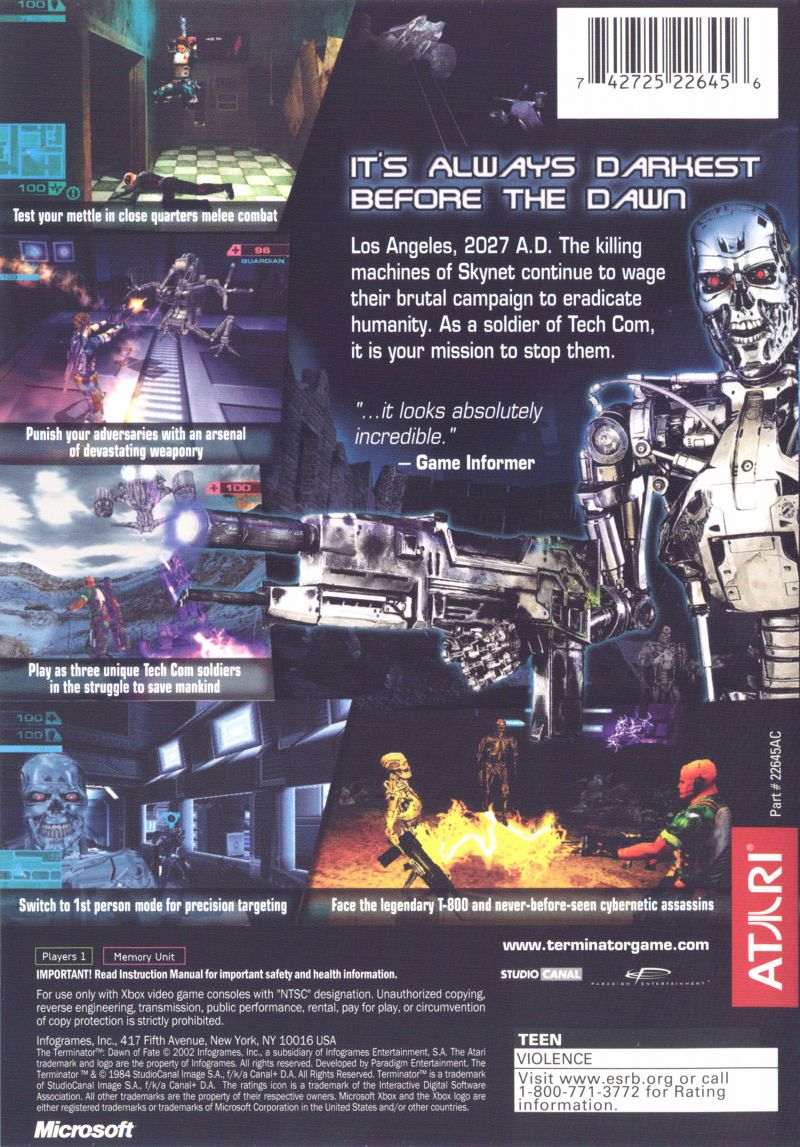 7 42725 22645 6
IT'S ALWAYS DARKEST
BEFORE THE DAWN
Los Angeles, 2027 A.D. The killing
machines of Skynet continue to wage
their brutal campaign to eradicate
humanity. As a soldier of Tech Com,
it is your mission to stop them.
"...it looks absolutely
incredible."
– Game Informer
100
100
Test your mettle in close quarters melee combat
96
GUARDIAN
100
Punish your adversaries with an arsenal
of devastating weaponry
100
Play as three unique Tech Com soldiers
in the struggle to save mankind
100
100
Switch to 1st person mode for precision targeting
Face the legendary T-800 and never-before-seen cybernetic assassins
Part # 22645AC
ATARI®
Players 1
Memory Unit
www.terminatorgame.com
IMPORTANT! Read Instruction Manual for important safety and health information.
STUDIO CANAL
PARADIGM ENTERTAINMENT
For use only with Xbox video game consoles with "NTSC" designation. Unauthorized copying,
reverse engineering, transmission, public performance, rental, pay for play, or circumvention
of copy protection is strictly prohibited.
Infogrames, Inc., 417 Fifth Avenue, New York, NY 10016 USA
The Terminator™: Dawn of Fate © 2002 Infogrames, Inc., a subsidiary of Infogrames Entertainment, S.A. The Atari
trademark and logo are the property of Infogrames. All rights reserved. Developed by Paradigm Entertainment. The
Terminator ™ & © 1984 StudioCanal Image S.A., f/k/a Canal+ D.A. All Rights Reserved. Terminator™ is a trademark
of StudioCanal Image S.A., f/k/a Canal+ D.A. The ratings icon is a trademark of the Interactive Digital Software
Association. All other trademarks are the property of their respective owners. Microsoft Xbox and the Xbox logo are
either registered trademarks or trademarks of Microsoft Corporation in the United States and/or other countries.
Microsoft
TEEN
VIOLENCE
Visit www.esrb.org or call
1-800-771-3772 for Rating
information.